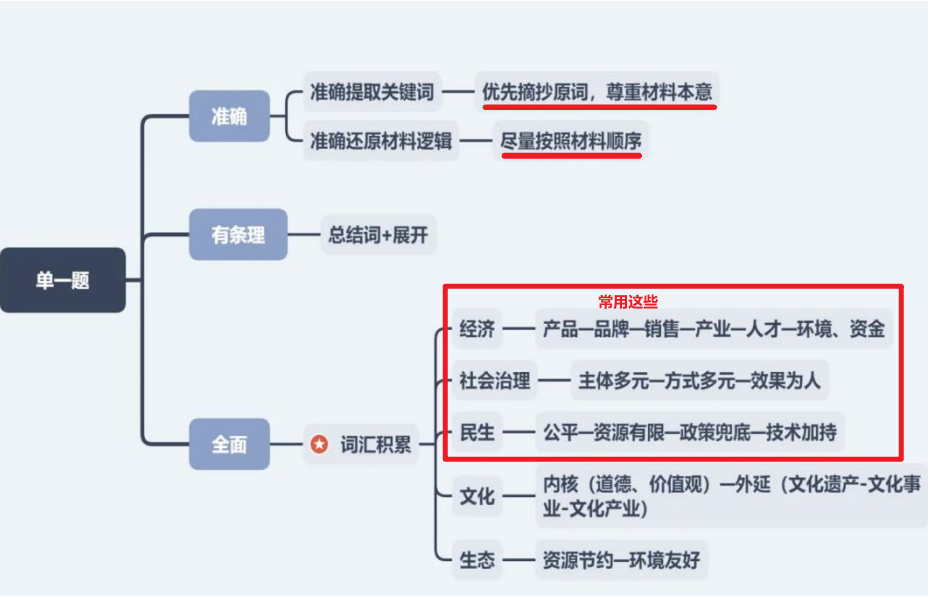 准确
准确提取关键词
优先摘抄原词，尊重材料本意
准确还原材料逻辑
尽量按照材料顺序
有条理
总结词+展开
单一题
全面
词汇积累
常用这些
经济
产品—品牌—销售—产业—人才—环境、资金
社会治理
主体多元—方式多元—效果为人
民生
公平—资源有限—政策兜底—技术加持
文化
内核（道德、价值观）—外延（文化遗产-文化事
业-文化产业）
生态
资源节约—环境友好